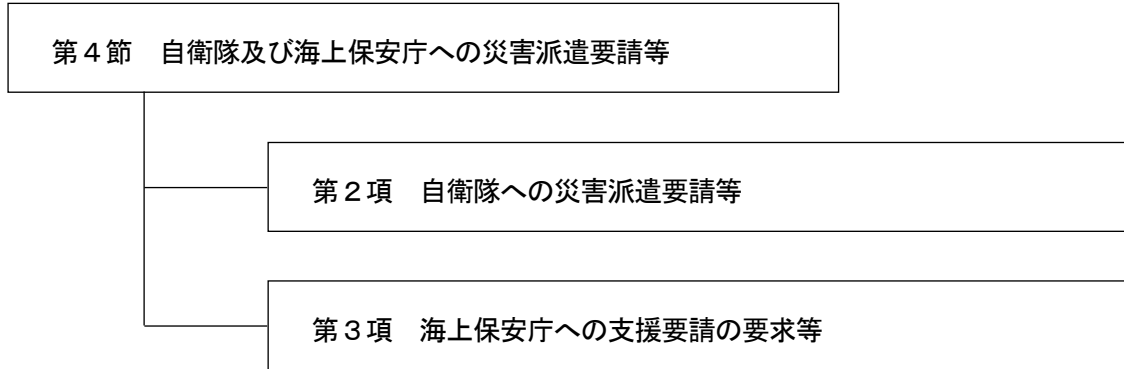 第４節　自衛隊及び海上保安庁への災害派遣要請等
第２項　自衛隊への災害派遣要請等
第３項　海上保安庁への支援要請の要求等